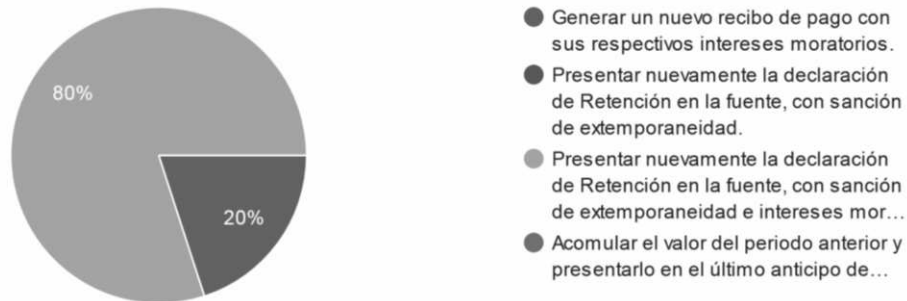 80%
20%
Generar un nuevo recibo de pago con
sus respectivos intereses moratorios.
Presentar nuevamente la declaración
de Retención en la fuente, con sanción
de extemporaneidad.
Presentar nuevamente la declaración
de Retención en la fuente, con sanción
de extemporaneidad e intereses mor...
Acomular el valor del periodo anterior y
presentarlo en el último anticipo de...